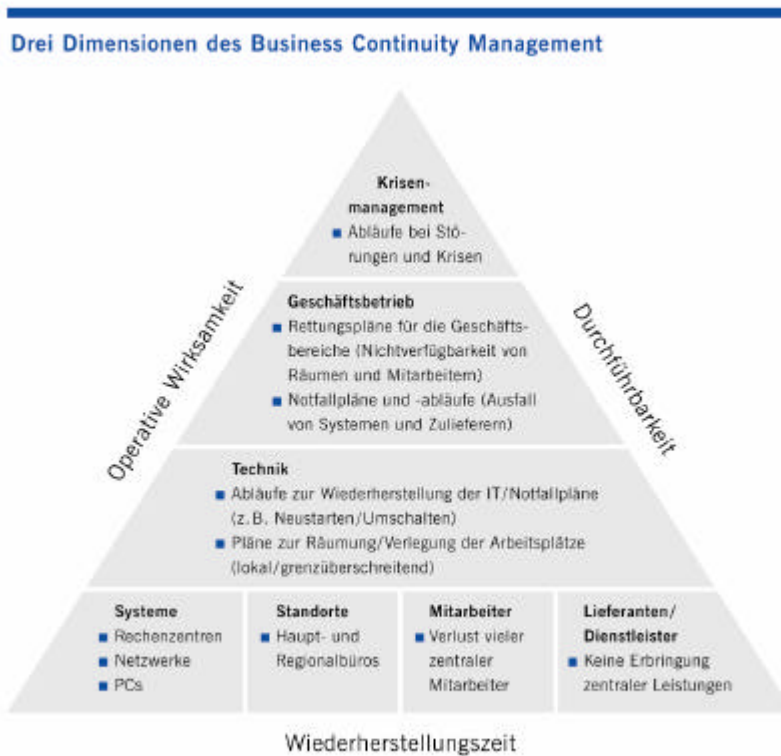 Drei Dimensionen des Business Continuity Management
Krisen-
management
■ Abläufe bei Stö-
rungen und Krisen
Geschäftsbetrieb
■ Rettungspläne für die Geschäfts-
bereiche (Nichtverfügbarkeit von
Räumen und Mitarbeitern)
■ Notfallpläne und -abläufe (Ausfall
von Systemen und Zulieferern)
Operative Wirksamkeit
Durchführbarkeit
Technik
■ Abläufe zur Wiederherstellung der IT/Notfallpläne
(z. B. Neustarten/Umschalten)
■ Pläne zur Räumung/Verlegung der Arbeitsplätze
(lokal/grenzüberschreitend)
Systeme
■ Rechenzentren
■ Netzwerke
■ PCs
Standorte
■ Haupt- und
Regionalbüros
Mitarbeiter
■ Verlust vieler
zentraler
Mitarbeiter
Lieferanten/
Dienstleister
■ Keine Erbringung
zentraler Leistungen
Wiederherstellungszeit